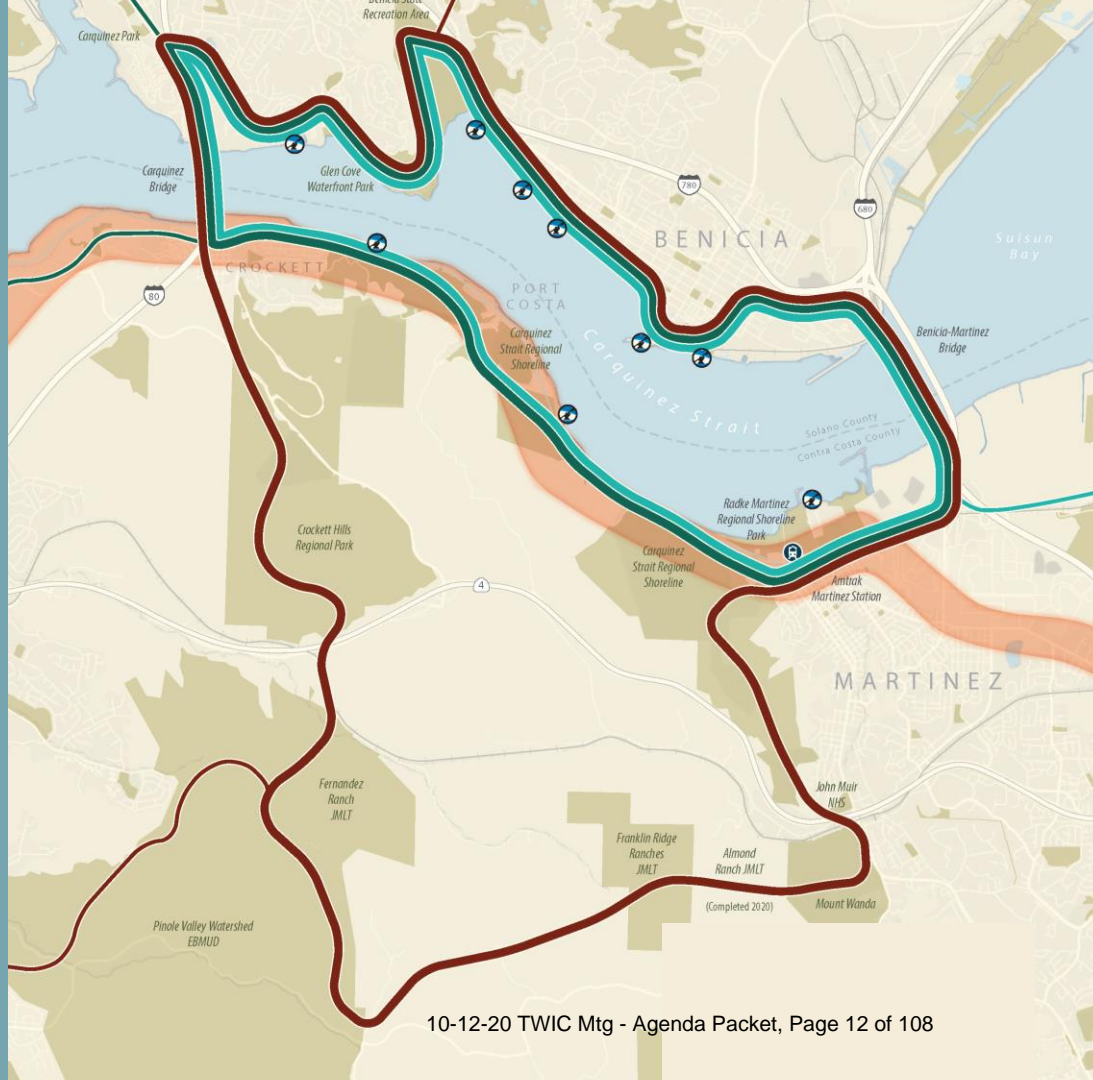 Benicia State
Recreation Area
Carquinez Park
Carquinez
Bridge
Glen Cove
Waterfront Park
780
680
BENICIA
Suisun
Bay
CROCKETT
80
PORT
COSTA
Carquinez
Strait Regional
Shoreline
Carquinez Strait
Benicia-Martinez
Bridge
Solano County
Contra Costa County
Radke Martinez
Regional Shoreline
Park
Crockett Hills
Regional Park
4
Carquinez
Strait Regional
Shoreline
Amtrak
Martinez Station
MARTINEZ
John Muir
NHS
Fernandez
Ranch
JMLT
Franklin Ridge
Ranches
JMLT
Almond
Ranch JMLT
(Completed 2020)
Mount Wanda
Pinole Valley Watershed
EBMUD
10-12-20 TWIC Mtg - Agenda Packet, Page 12 of 108